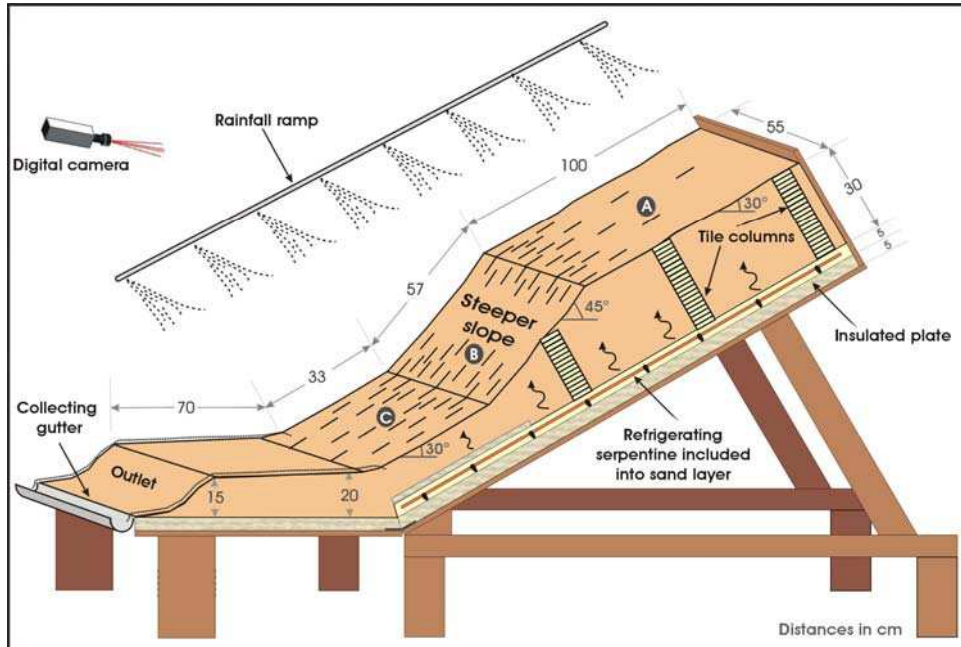 Rainfall ramp
Digital camera
100
55
30
5
5
A
30°
Tile columns
57
Steeper
slope
45°
B
Insulated plate
33
70
C
Collecting
gutter
30°
Refrigerating
serpentine included
into sand layer
Outlet
15
20
Distances in cm